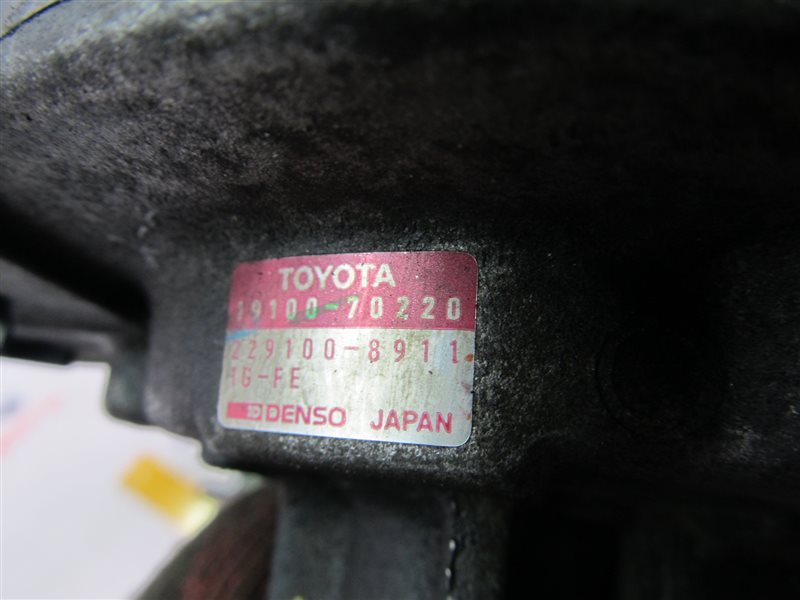 TOYOTA
19100-70220
229100-8911
1G-FE
DENSO JAPAN